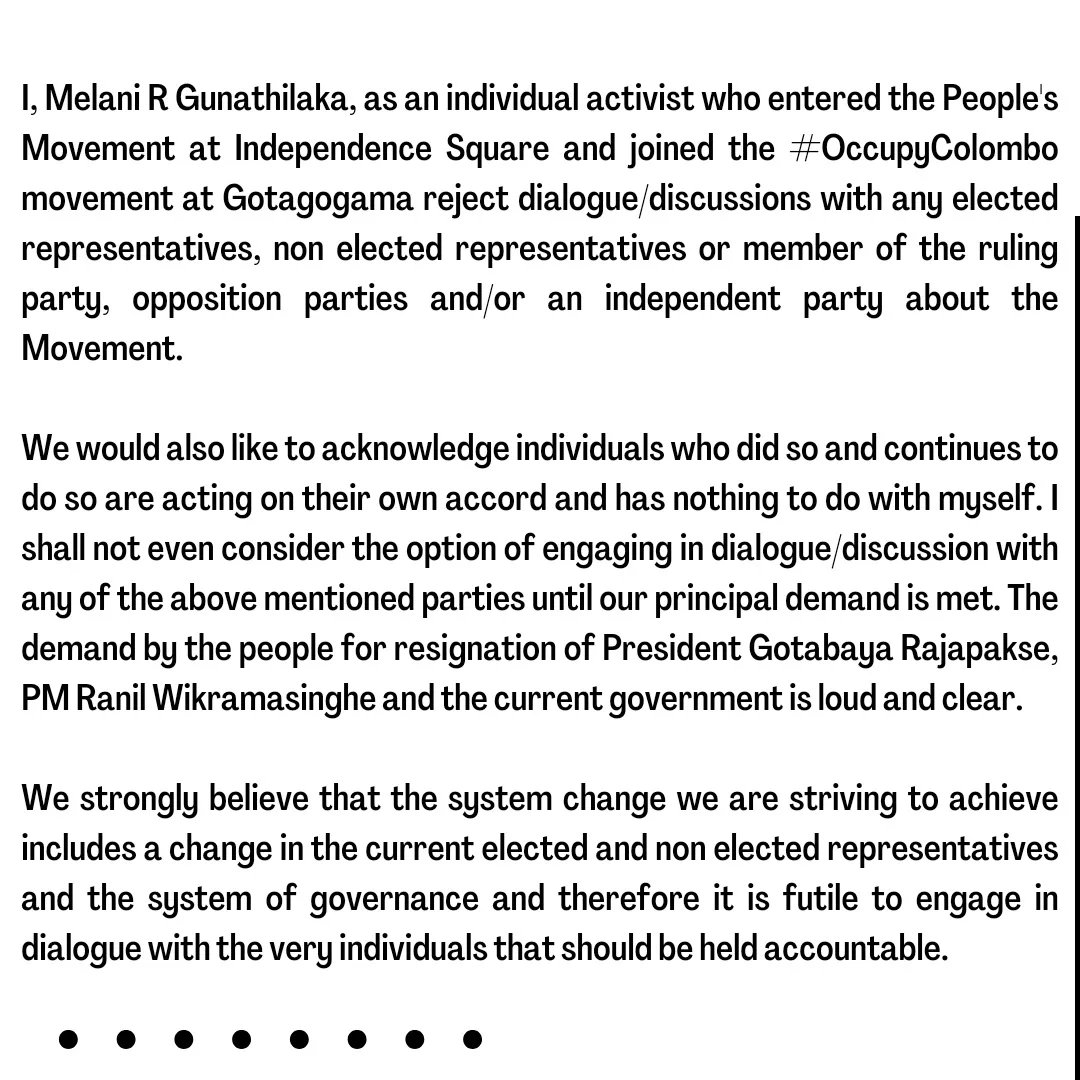 I, Melani R Gunathilaka, as an individual activist who entered the People's
Movement at Independence Square and joined the #OccupyColombo
movement at Gotagogama reject dialogue/discussions with any elected
representatives, non elected representatives or member of the ruling
party, opposition parties and/or an independent party about the
Movement.
We would also like to acknowledge individuals who did so and continues to
do so are acting on their own accord and has nothing to do with myself. I
shall not even consider the option of engaging in dialogue/discussion with
any of the above mentioned parties until our principal demand is met. The
demand by the people for resignation of President Gotabaya Rajapakse,
PM Ranil Wikramasinghe and the current government is loud and clear.
We strongly believe that the system change we are striving to achieve
includes a change in the current elected and non elected representatives
and the system of governance and therefore it is futile to engage in
dialogue with the very individuals that should be held accountable.